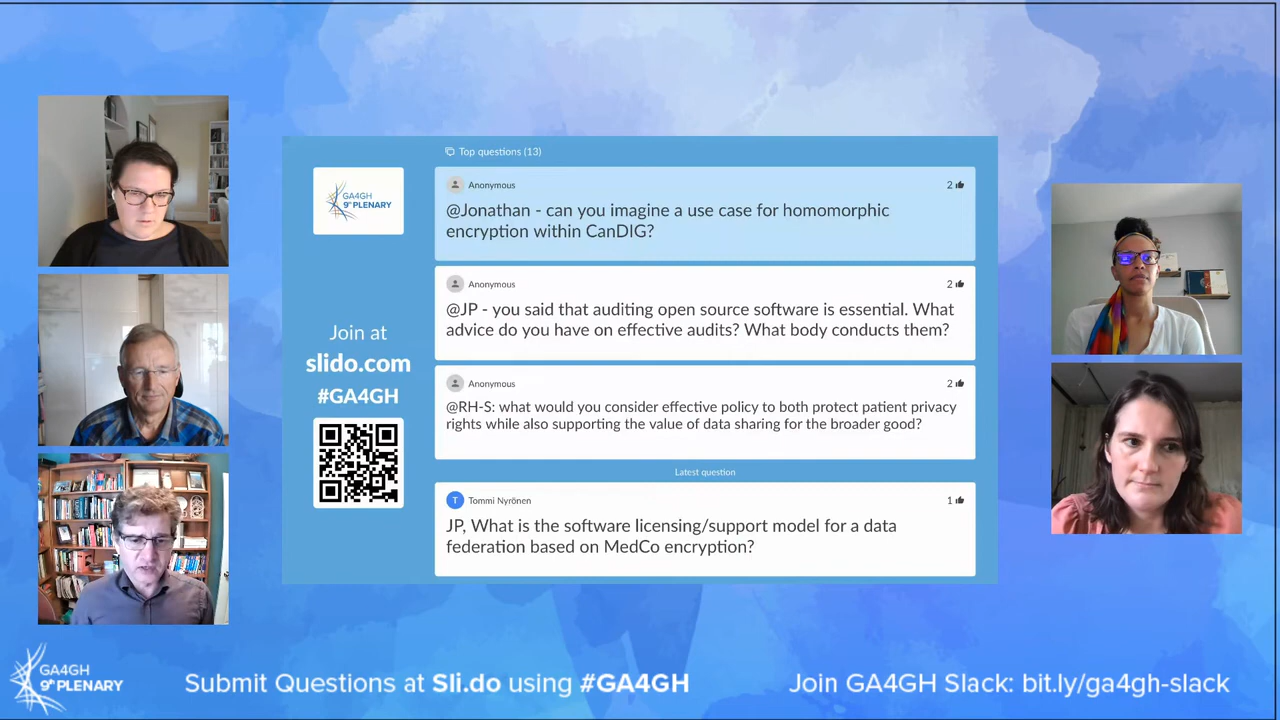 Top questions (13)
GA4GH
9th PLENARY
Join at
slido.com
#GA4GH
Anonymous
2
@Jonathan - can you imagine a use case for homomorphic
encryption within CanDIG?
Anonymous
2
@JP - you said that auditing open source software is essential. What
advice do you have on effective audits? What body conducts them?
Anonymous
2
@RH-S: what would you consider effective policy to both protect patient privacy
rights while also supporting the value of data sharing for the broader good?
Latest question
T
Tommi Nyrönen
1
JP, What is the software licensing/support model for a data
federation based on MedCo encryption?
GA4GH
9th PLENARY
Submit Questions at Sli.do using #GA4GH
Join GA4GH Slack: bit.ly/ga4gh-slack